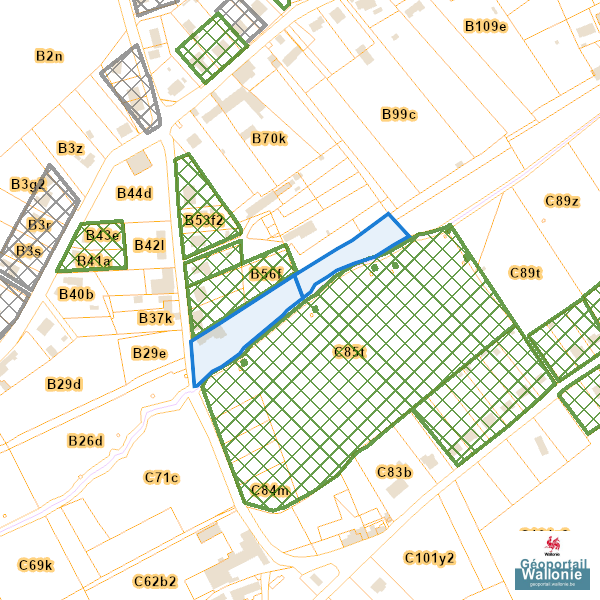 B109e
B2n
B99c
B70k
B3z
B3g2
B44d
C89z
B3r
B53f2
B43e
B42l
B3s
B41a
B56f
C89t
B40b
B37k
B29e
C85t
B29d
B26d
C71c
C83b
C84m
C69k
C101y2
C62b2
Wallonie
Géoportail
Wallonie
geoportail.wallonie.be